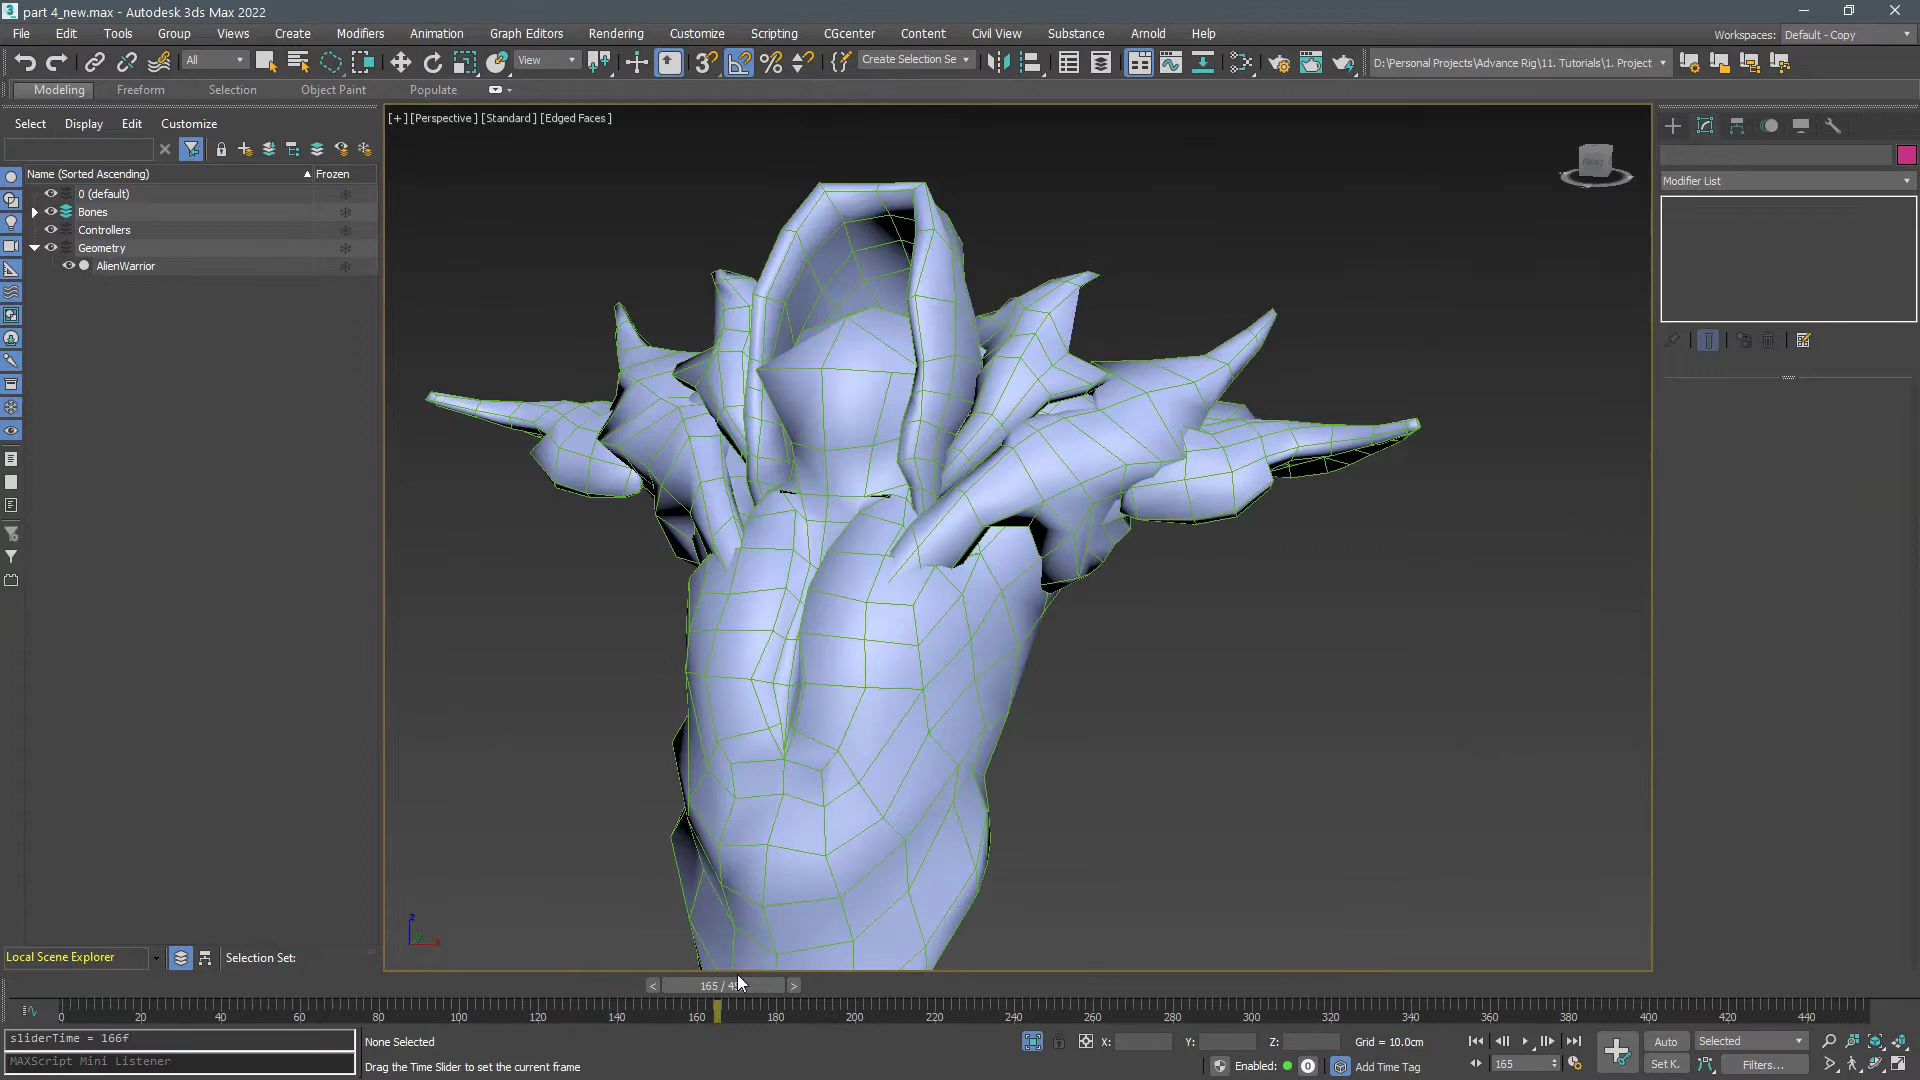 part 4_new.max - Autodesk 3ds Max 2022
File Edit Tools Group Views Create Modifiers Animation Graph Editors Rendering Customize Scripting CGcenter Content Civil View Substance Arnold Help
Workspaces: Default - Copy
All View Create Selection Se D:\Personal Projects\Advance Rig\11. Tutorials\1. Project
Modeling Freeform Selection Object Paint Populate
Select Display Edit Customize
[+] [Perspective] [Standard] [Edged Faces]
Name (Sorted Ascending) Frozen
0 (default)
Bones
Controllers
Geometry
AlienWarrior
FRONT
Modifier List
z
Local Scene Explorer Selection Set:
< 165 / 4 >
0 20 40 60 80 100 120 140 160 180 200 220 240 260 280 300 320 340 360 380 400 420 440
sliderTime = 166f
MAXScript Mini Listener
None Selected
Drag the Time Slider to set the current frame
X: Y: Z: Grid = 10.0cm
Enabled: 0 Add Time Tag
165
Auto Selected
Set K. Filters...